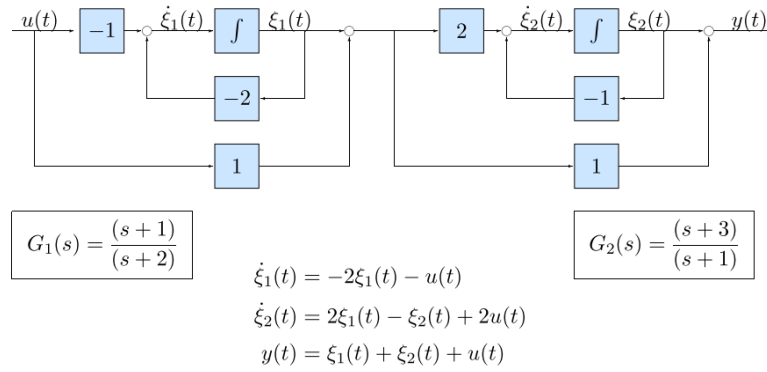 u(t) −1 ξ̇₁(t) ∫ ξ₁(t) 2 ξ̇₂(t) ∫ ξ₂(t) y(t)
−2 −1
1 1
G₁(s) = (s + 1)/(s + 2) G₂(s) = (s + 3)/(s + 1)
ξ̇₁(t) = −2ξ₁(t) − u(t)
ξ̇₂(t) = 2ξ₁(t) − ξ₂(t) + 2u(t)
y(t) = ξ₁(t) + ξ₂(t) + u(t)